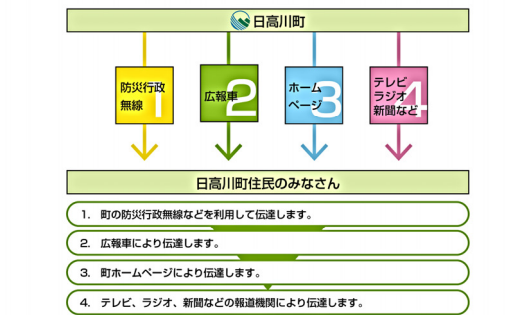 日高川町
防災行政
無線
1
広報車
2
ホーム
ページ
3
テレビ
ラジオ
新聞など
4
日高川町住民のみなさん
1. 町の防災行政無線などを利用して伝達します。
2. 広報車により伝達します。
3. 町ホームページにより伝達します。
4. テレビ、ラジオ、新聞などの報道機関により伝達します。